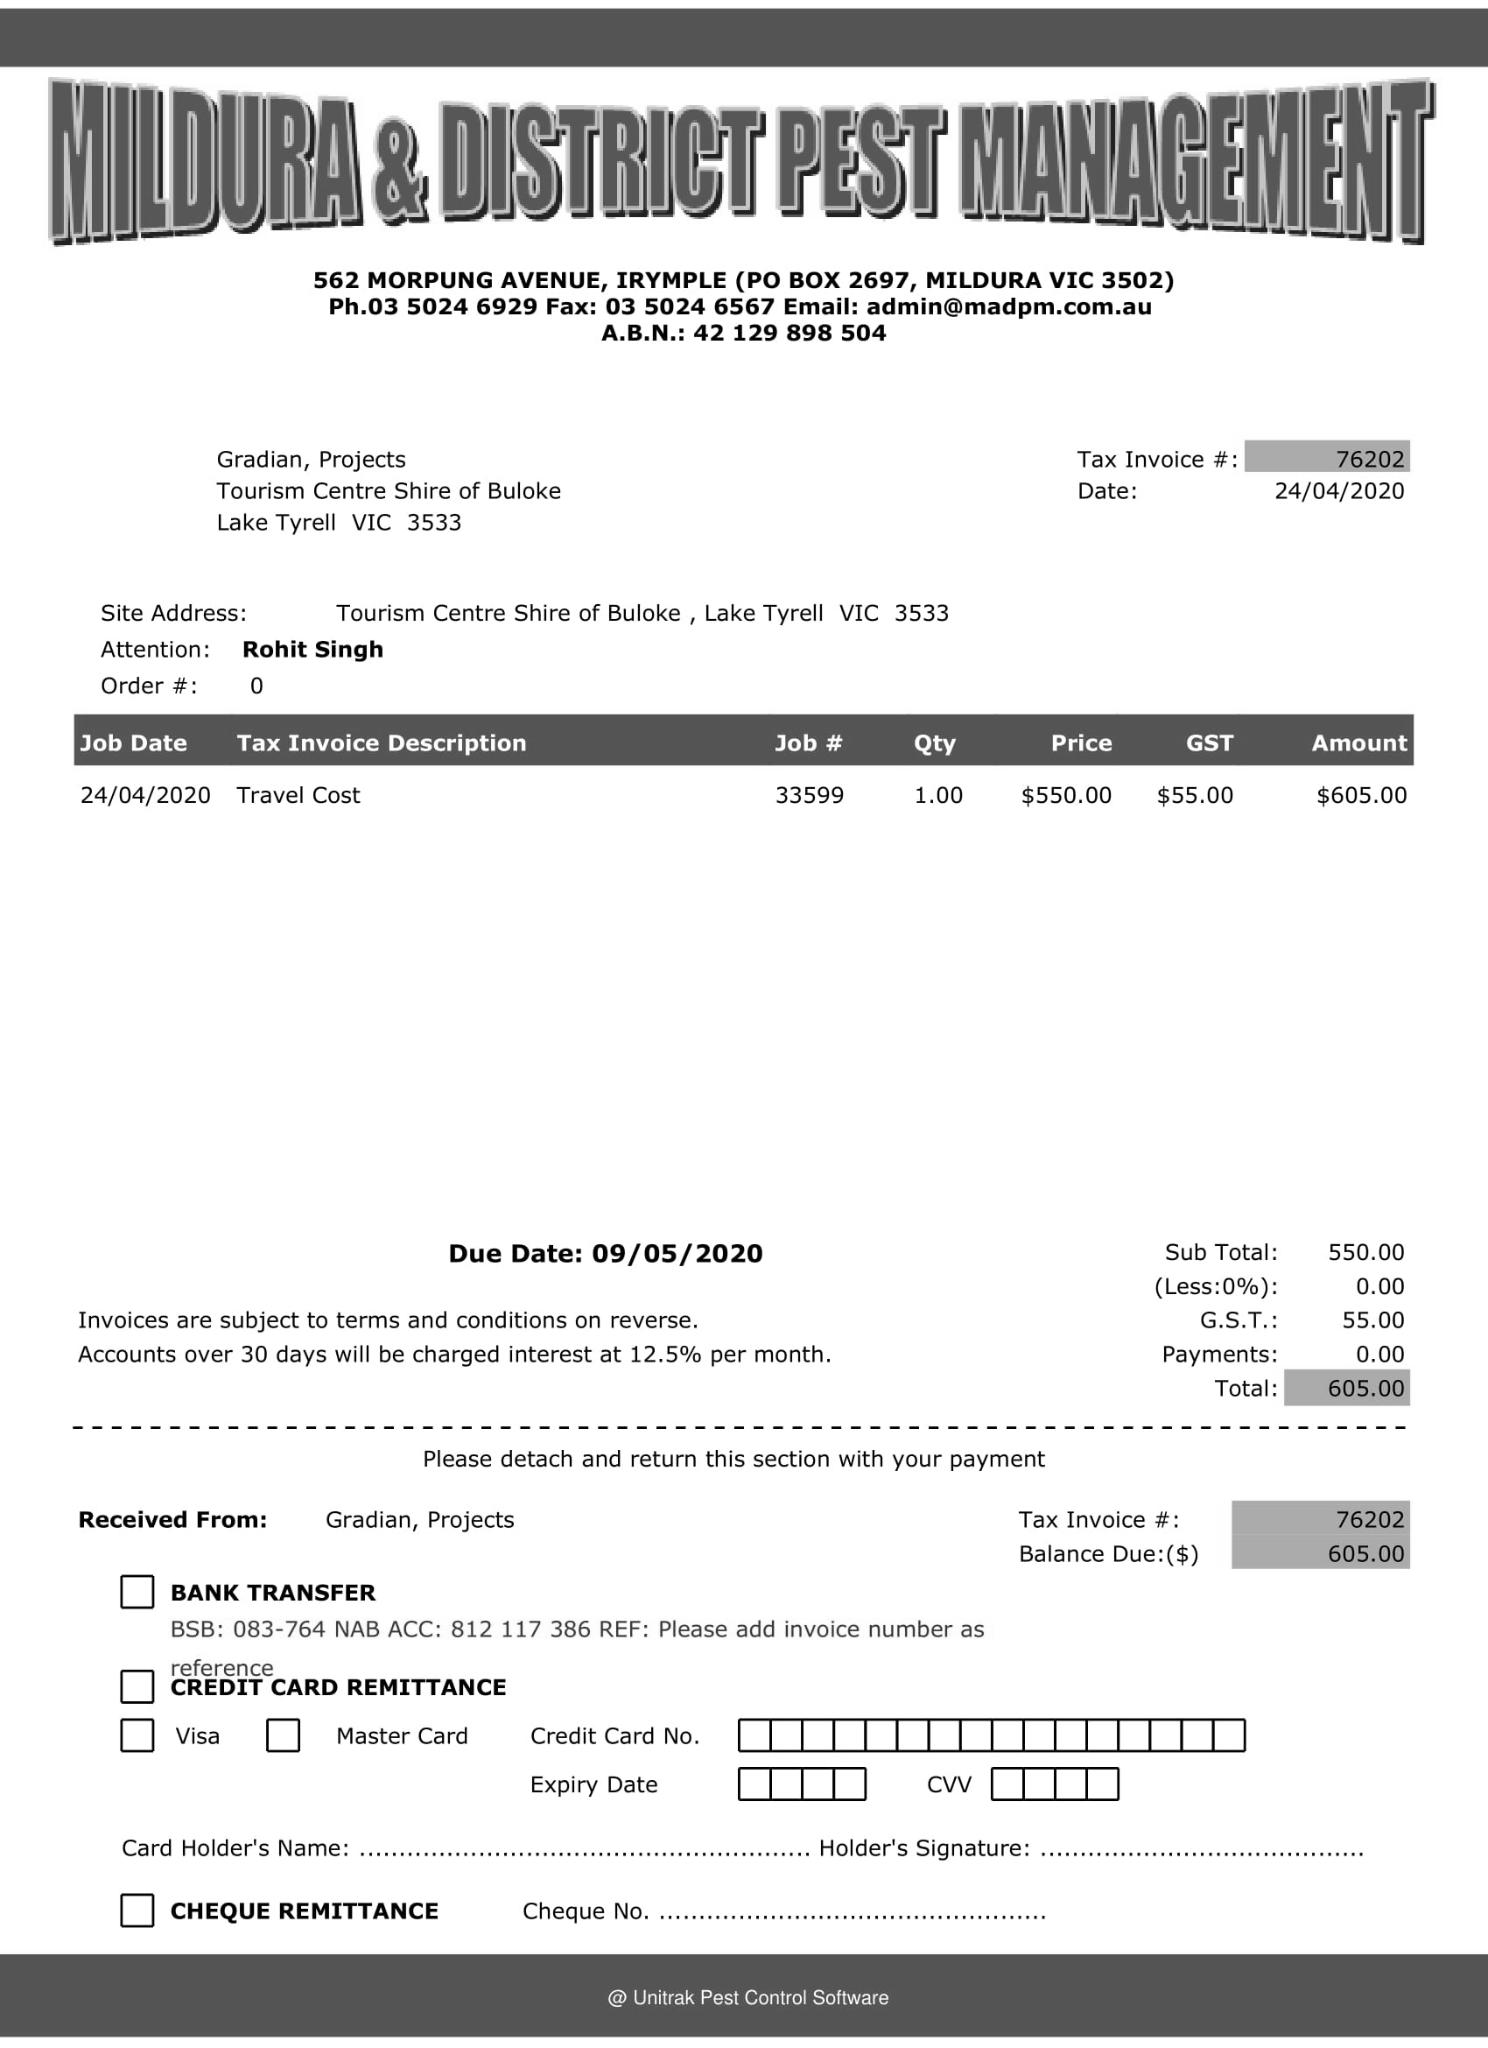 MILDURA & DISTRICT PEST MANAGEMENT
562 MORPUNG AVENUE, IRYMPLE (PO BOX 2697, MILDURA VIC 3502)
Ph.03 5024 6929 Fax: 03 5024 6567 Email: admin@madpm.com.au
A.B.N.: 42 129 898 504
Gradian, Projects
Tourism Centre Shire of Buloke
Lake Tyrell VIC 3533
Tax Invoice #: 76202
Date: 24/04/2020
Site Address: Tourism Centre Shire of Buloke , Lake Tyrell VIC 3533
Attention: Rohit Singh
Order #: 0
Job Date Tax Invoice Description Job # Qty Price GST Amount
24/04/2020 Travel Cost 33599 1.00 $550.00 $55.00 $605.00
Due Date: 09/05/2020
Invoices are subject to terms and conditions on reverse.
Accounts over 30 days will be charged interest at 12.5% per month.
Sub Total: 550.00
(Less:0%): 0.00
G.S.T.: 55.00
Payments: 0.00
Total: 605.00
Please detach and return this section with your payment
Received From: Gradian, Projects
Tax Invoice #: 76202
Balance Due:($) 605.00
BANK TRANSFER
BSB: 083-764 NAB ACC: 812 117 386 REF: Please add invoice number as
reference
CREDIT CARD REMITTANCE
Visa Master Card Credit Card No.
Expiry Date CVV
Card Holder's Name: ......................................................... Holder's Signature: .........................................
CHEQUE REMITTANCE Cheque No. .................................................
@ Unitrak Pest Control Software